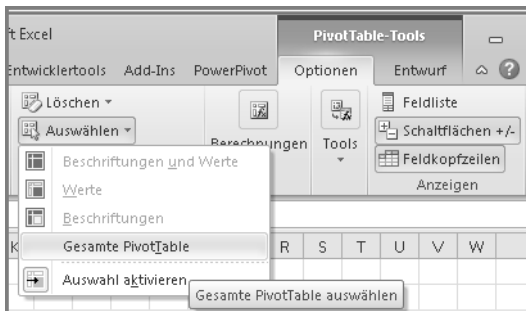 ft Excel
PivotTable-Tools
Entwicklertools Add-Ins PowerPivot Optionen Entwurf
Löschen
Auswählen
Berechnungen
Tools
Feldliste
Schaltflächen +/-
Feldkopfzeilen
Anzeigen
Beschriftungen und Werte
Werte
Beschriftungen
Gesamte PivotTable
Auswahl aktivieren
Gesamte PivotTable auswählen
K R S T U V W